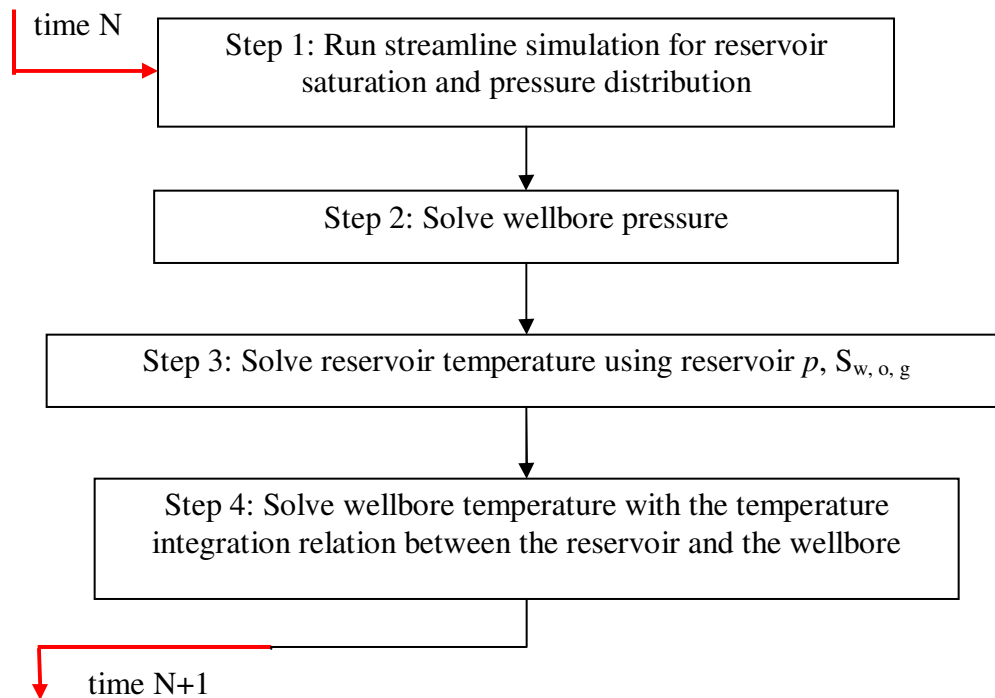 time N
Step 1: Run streamline simulation for reservoir
saturation and pressure distribution
Step 2: Solve wellbore pressure
Step 3: Solve reservoir temperature using reservoir p, Sw, o, g
Step 4: Solve wellbore temperature with the temperature
integration relation between the reservoir and the wellbore
time N+1